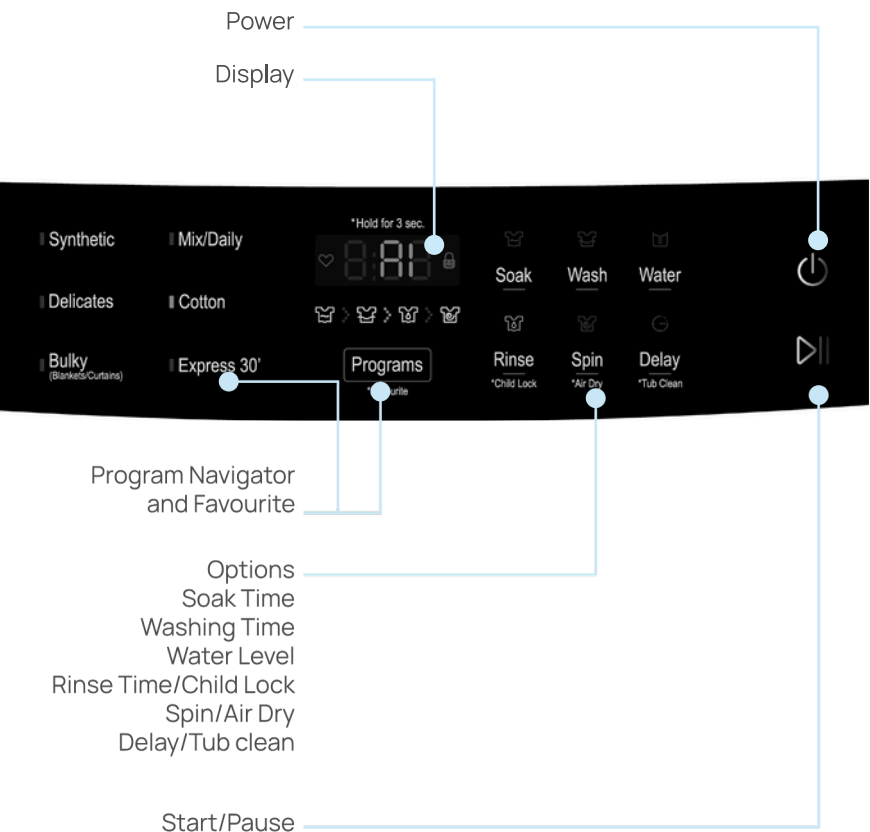 Power
Display
*Hold for 3 sec.
Synthetic
Mix/Daily
AI
Soak
Wash
Water
Delicates
Cotton
Bulky
(Blankets/Curtains)
Express 30'
Programs
Rinse
*Child Lock
Spin
*Air Dry
Delay
*Tub Clean
Program Navigator
and Favourite
Options
Soak Time
Washing Time
Water Level
Rinse Time/Child Lock
Spin/Air Dry
Delay/Tub clean
Start/Pause